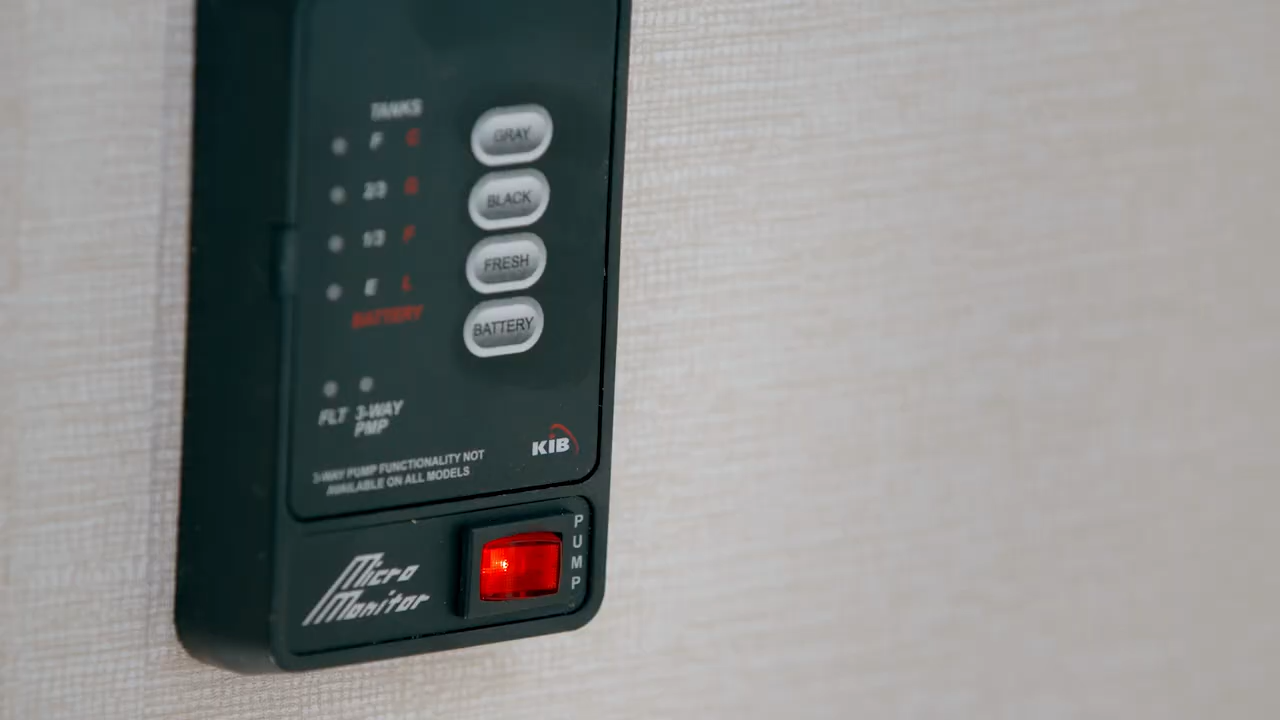 TANKS
F C
2/3 G
1/3 F
E L
BATTERY
GRAY
BLACK
FRESH
BATTERY
FLT 3-WAY
PMP
3-WAY PUMP FUNCTIONALITY NOT
AVAILABLE ON ALL MODELS
KIB
Micro
Monitor
PUMP